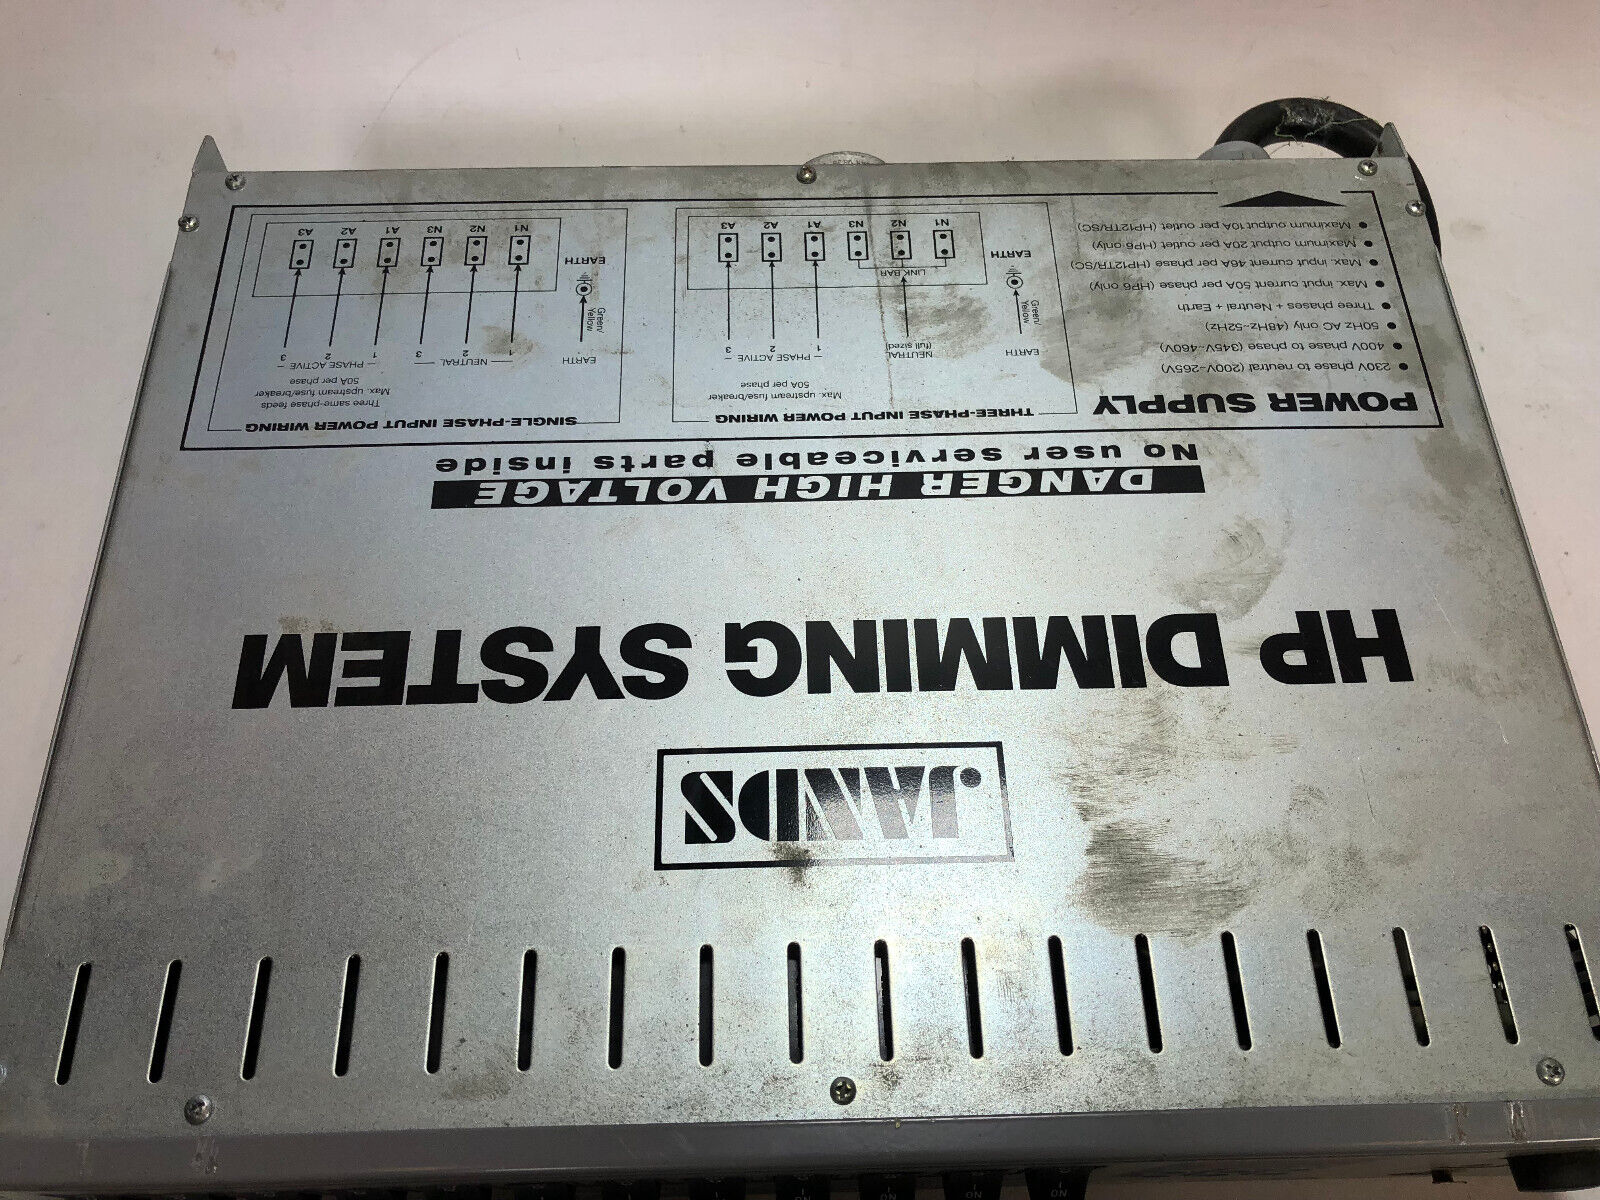 JANDS
HP DIMMING SYSTEM
DANGER HIGH VOLTAGE
No user serviceable parts inside
POWER SUPPLY
• 230V phase to neutral (200V~265V)
• 400V phase to phase (345V~460V)
• 50HZ AC only (48Hz~52Hz)
• Three phases + Neutral + Earth
• Max. input current 50A per phase (HP6 only)
• Max. input current 46A per phase (HP12TR/SC)
• Maximum output 20A per outlet (HP6 only)
• Maximum output 10A per outlet (HP12TR/SC)
THREE-PHASE INPUT POWER WIRING
Max. upstream fuse/breaker
50A per phase
EARTH
NEUTRAL
(full sized)
1 2 3
PHASE ACTIVE
Green/
Yellow
LINK BAR
EARTH
N1 N2 N3 A1 A2 A3
SINGLE-PHASE INPUT POWER WIRING
Three same-phase feeds
Max. upstream fuse/breaker
50A per phase
EARTH
1 2 3
NEUTRAL
1 2 3
PHASE ACTIVE
Green/
Yellow
EARTH
N1 N2 N3 A1 A2 A3